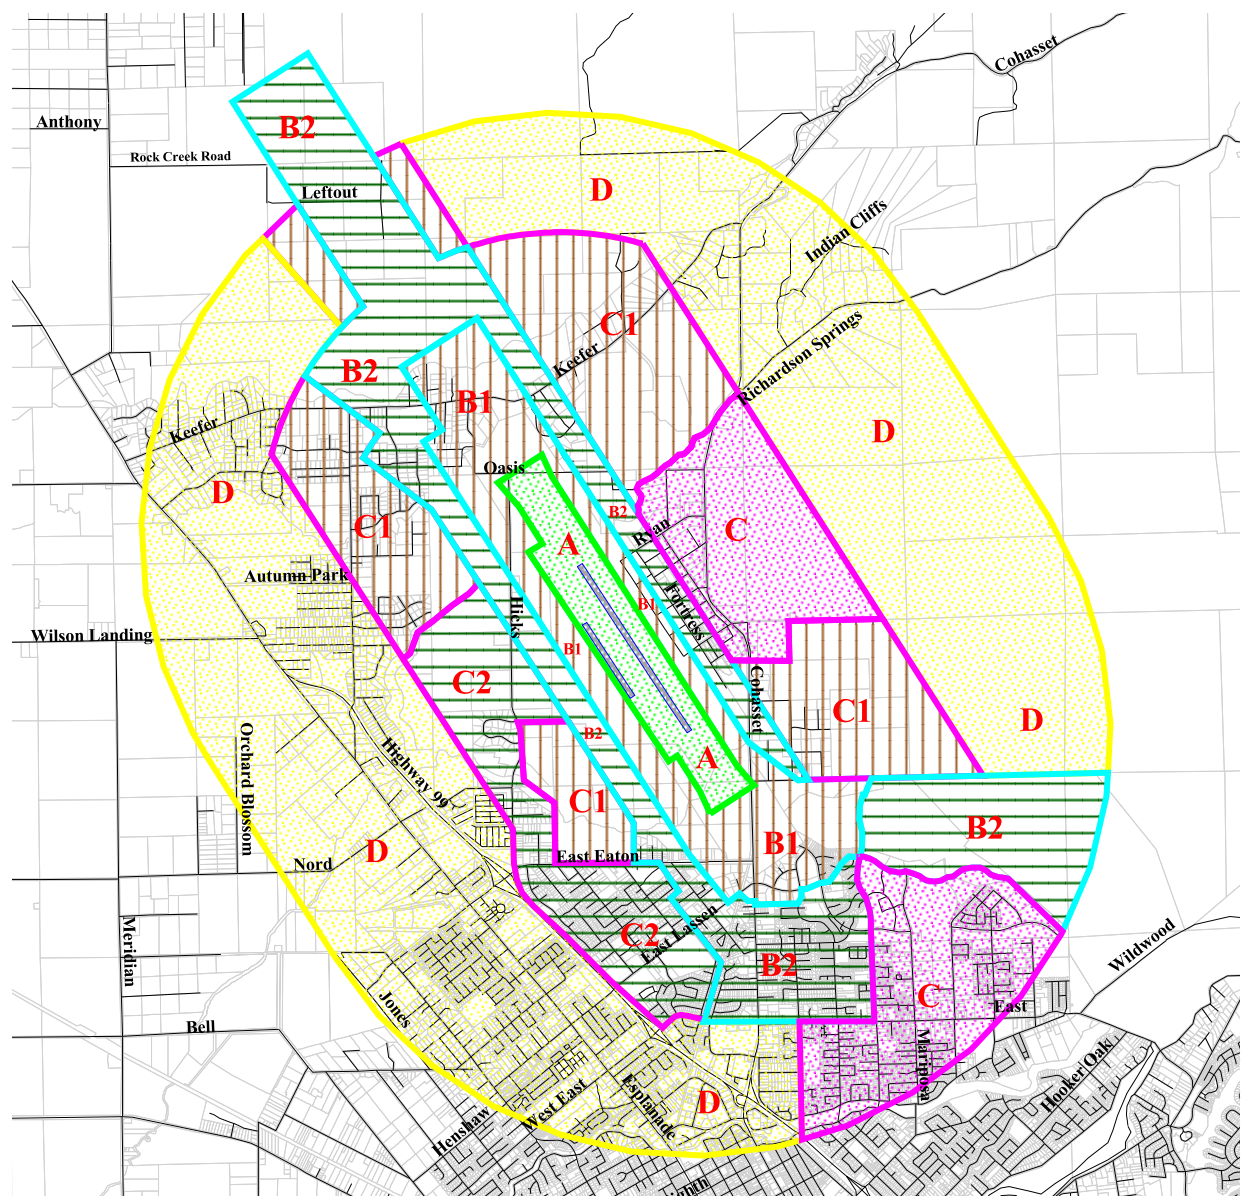 Cohasset
Anthony
B2
Rock Creek Road
Leftout
D
Indian Cliffs
C1
Keefer
Richardson Springs
B2
B1
Keefer
D
Oasis
D
B2
C1
Ryan
C
A
Autumn Park
Hicks
B1
Fortress
Wilson Landing
B1
C2
Cohasset
C1
D
B2
Orchard Blossom
Highway 99
A
C1
B2
D
Nord
East Eaton
B1
Meridian
C2
East Lassen
B2
Wildwood
C
East
Jones
Bell
Mariposa
Hooker Oak
D
Esplanade
West East
Henshaw